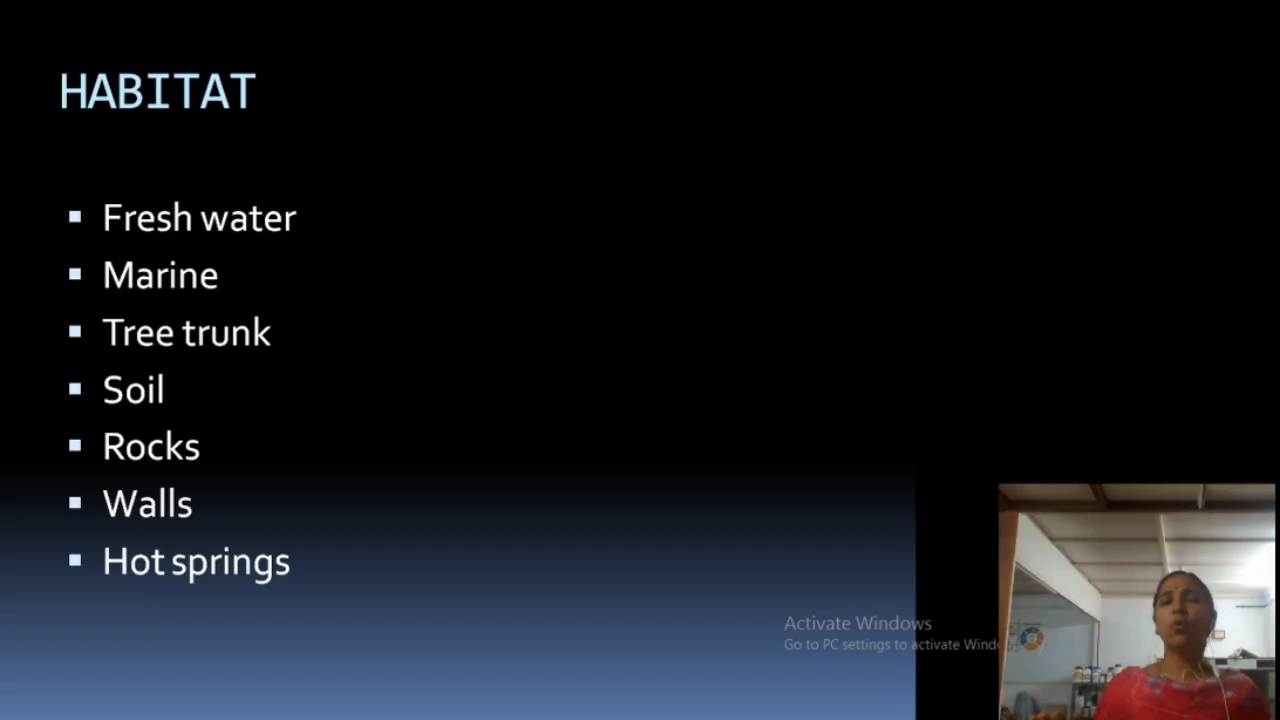 HABITAT
Fresh water
Marine
Tree trunk
Soil
Rocks
Walls
Hot springs
Activate Windows
Go to PC settings to activate